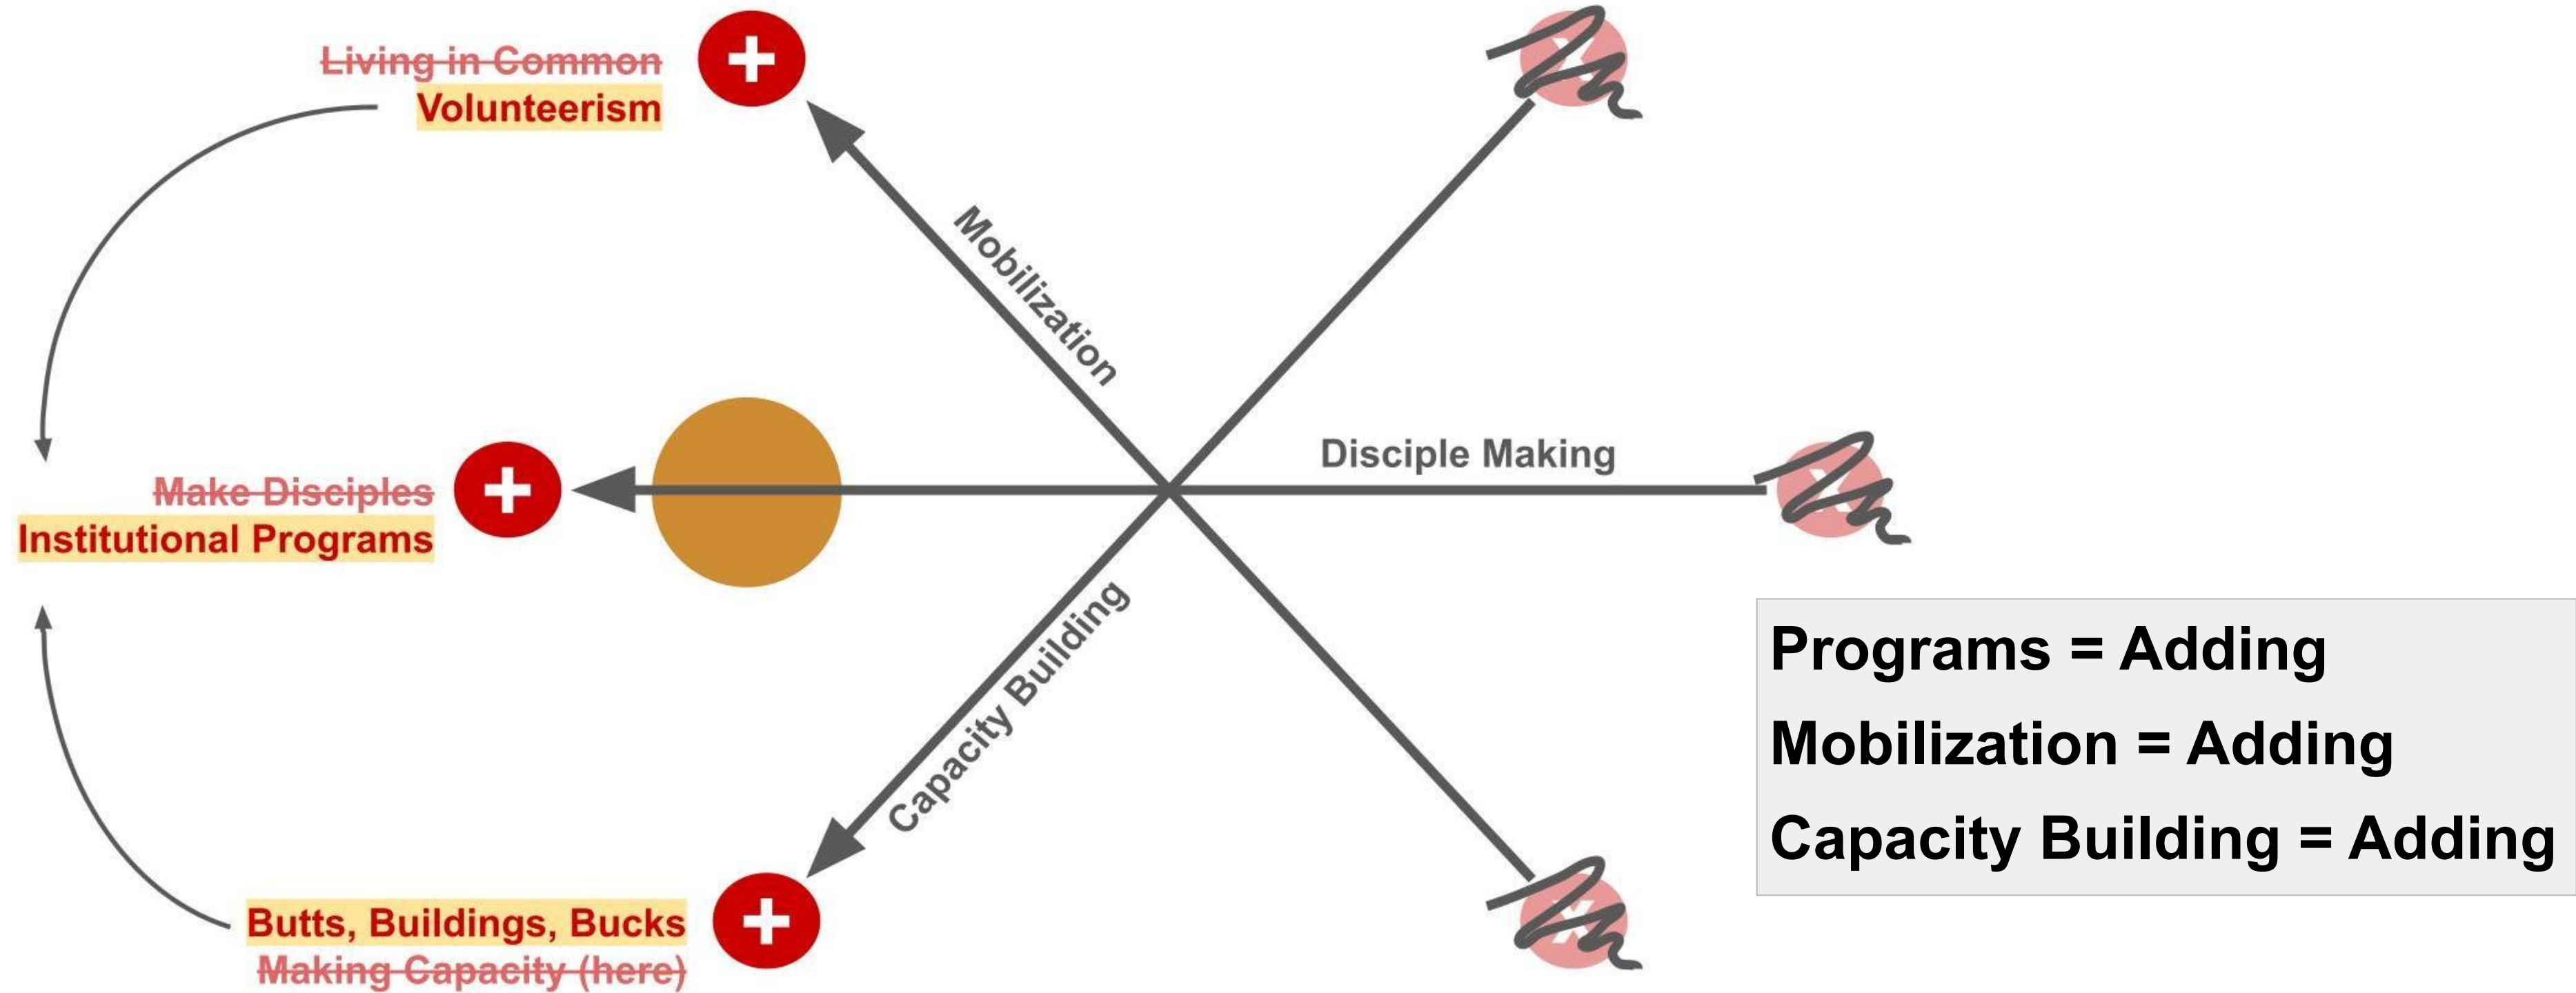 Living in Common
Volunteerism
+
Mobilization
Disciple Making
Make Disciples
Institutional Programs
+
Capacity Building
Programs = Adding
Mobilization = Adding
Capacity Building = Adding
Butts, Buildings, Bucks
Making Capacity (here)
+